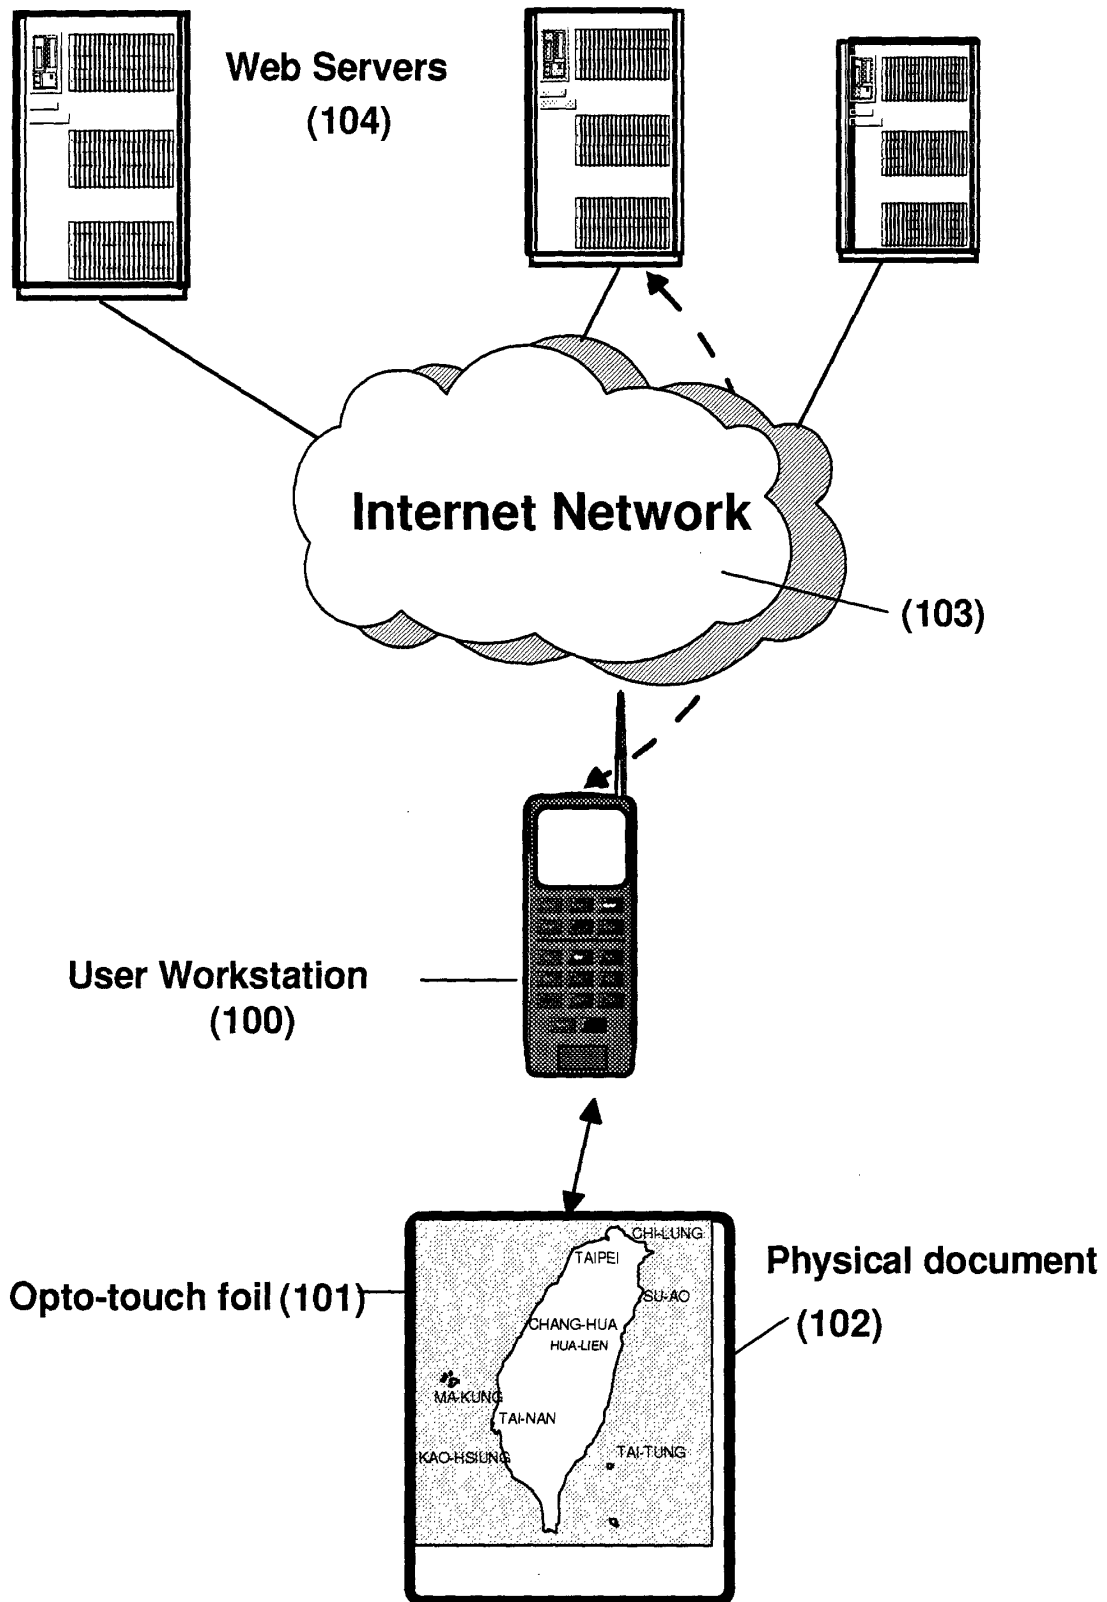 Web Servers
(104)
Internet Network
(103)
User Workstation
(100)
CHI-LUNG
TAIPEI
Physical document
Opto-touch foil (101)
SU-AO
(102)
CHANG-HUA
HUA-LIEN
MA-KUNG
TAI-NAN
KAO-HSIUNG
TAI-TUNG